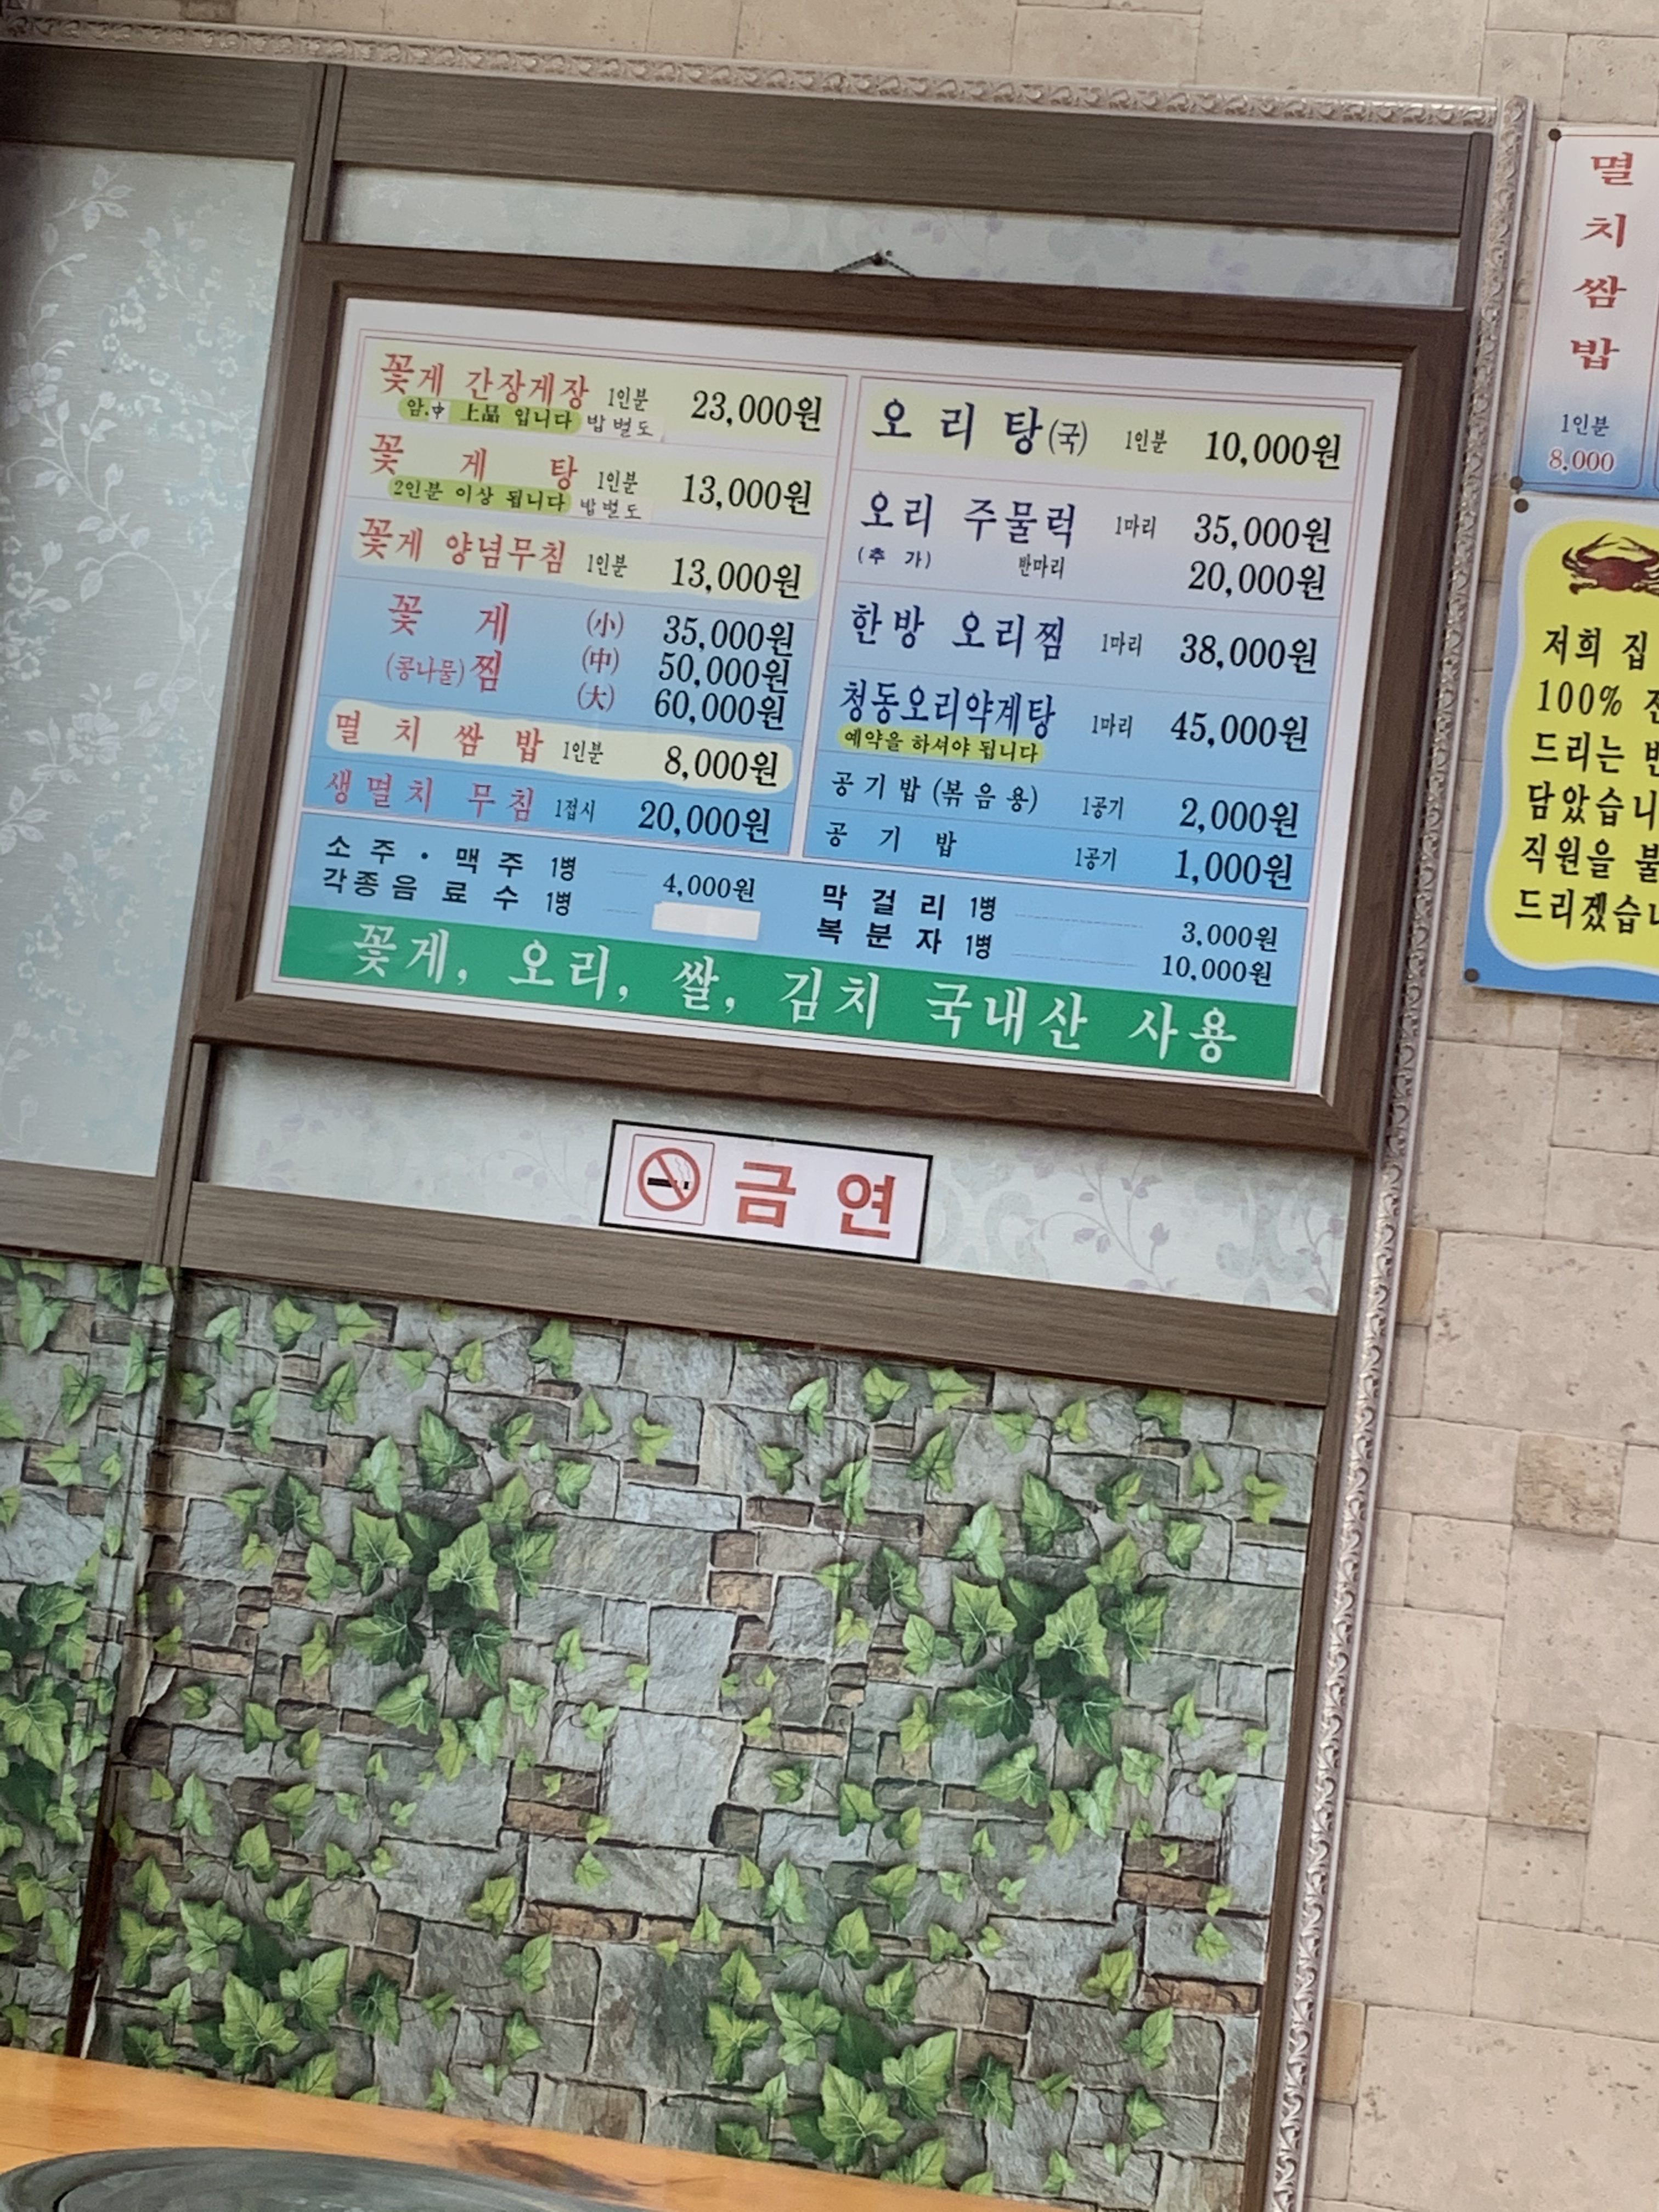 꽃게 간장게장 1인분 23,000원
암.中 上品 입니다 밥 별도
꽃 게 탕 1인분 13,000원
2인분 이상 됩니다 밥 별도
꽃게 양념무침 1인분 13,000원
꽃 게 (小) 35,000원
(콩나물)찜 (中) 50,000원
(大) 60,000원
멸 치 쌈 밥 1인분 8,000원
생멸치 무침 1접시 20,000원
오 리 탕(국) 1인분 10,000원
오리 주물럭 1마리 35,000원
(추 가) 반마리 20,000원
한방 오리찜 1마리 38,000원
청동오리약계탕 1마리 45,000원
예약을 하셔야 됩니다
공기밥 (볶음용) 1공기 2,000원
공 기 밥 1공기 1,000원
소 주 · 맥 주 1병 4,000원
각종음 료 수 1병
막 걸 리 1병 3,000원
복 분 자 1병 10,000원
꽃게, 오리, 쌀, 김치 국내산 사용
금 연
멸
치
쌈
밥
1인분
8,000
저희 집
100%
드리는
담았습니
직원을
드리겠습니